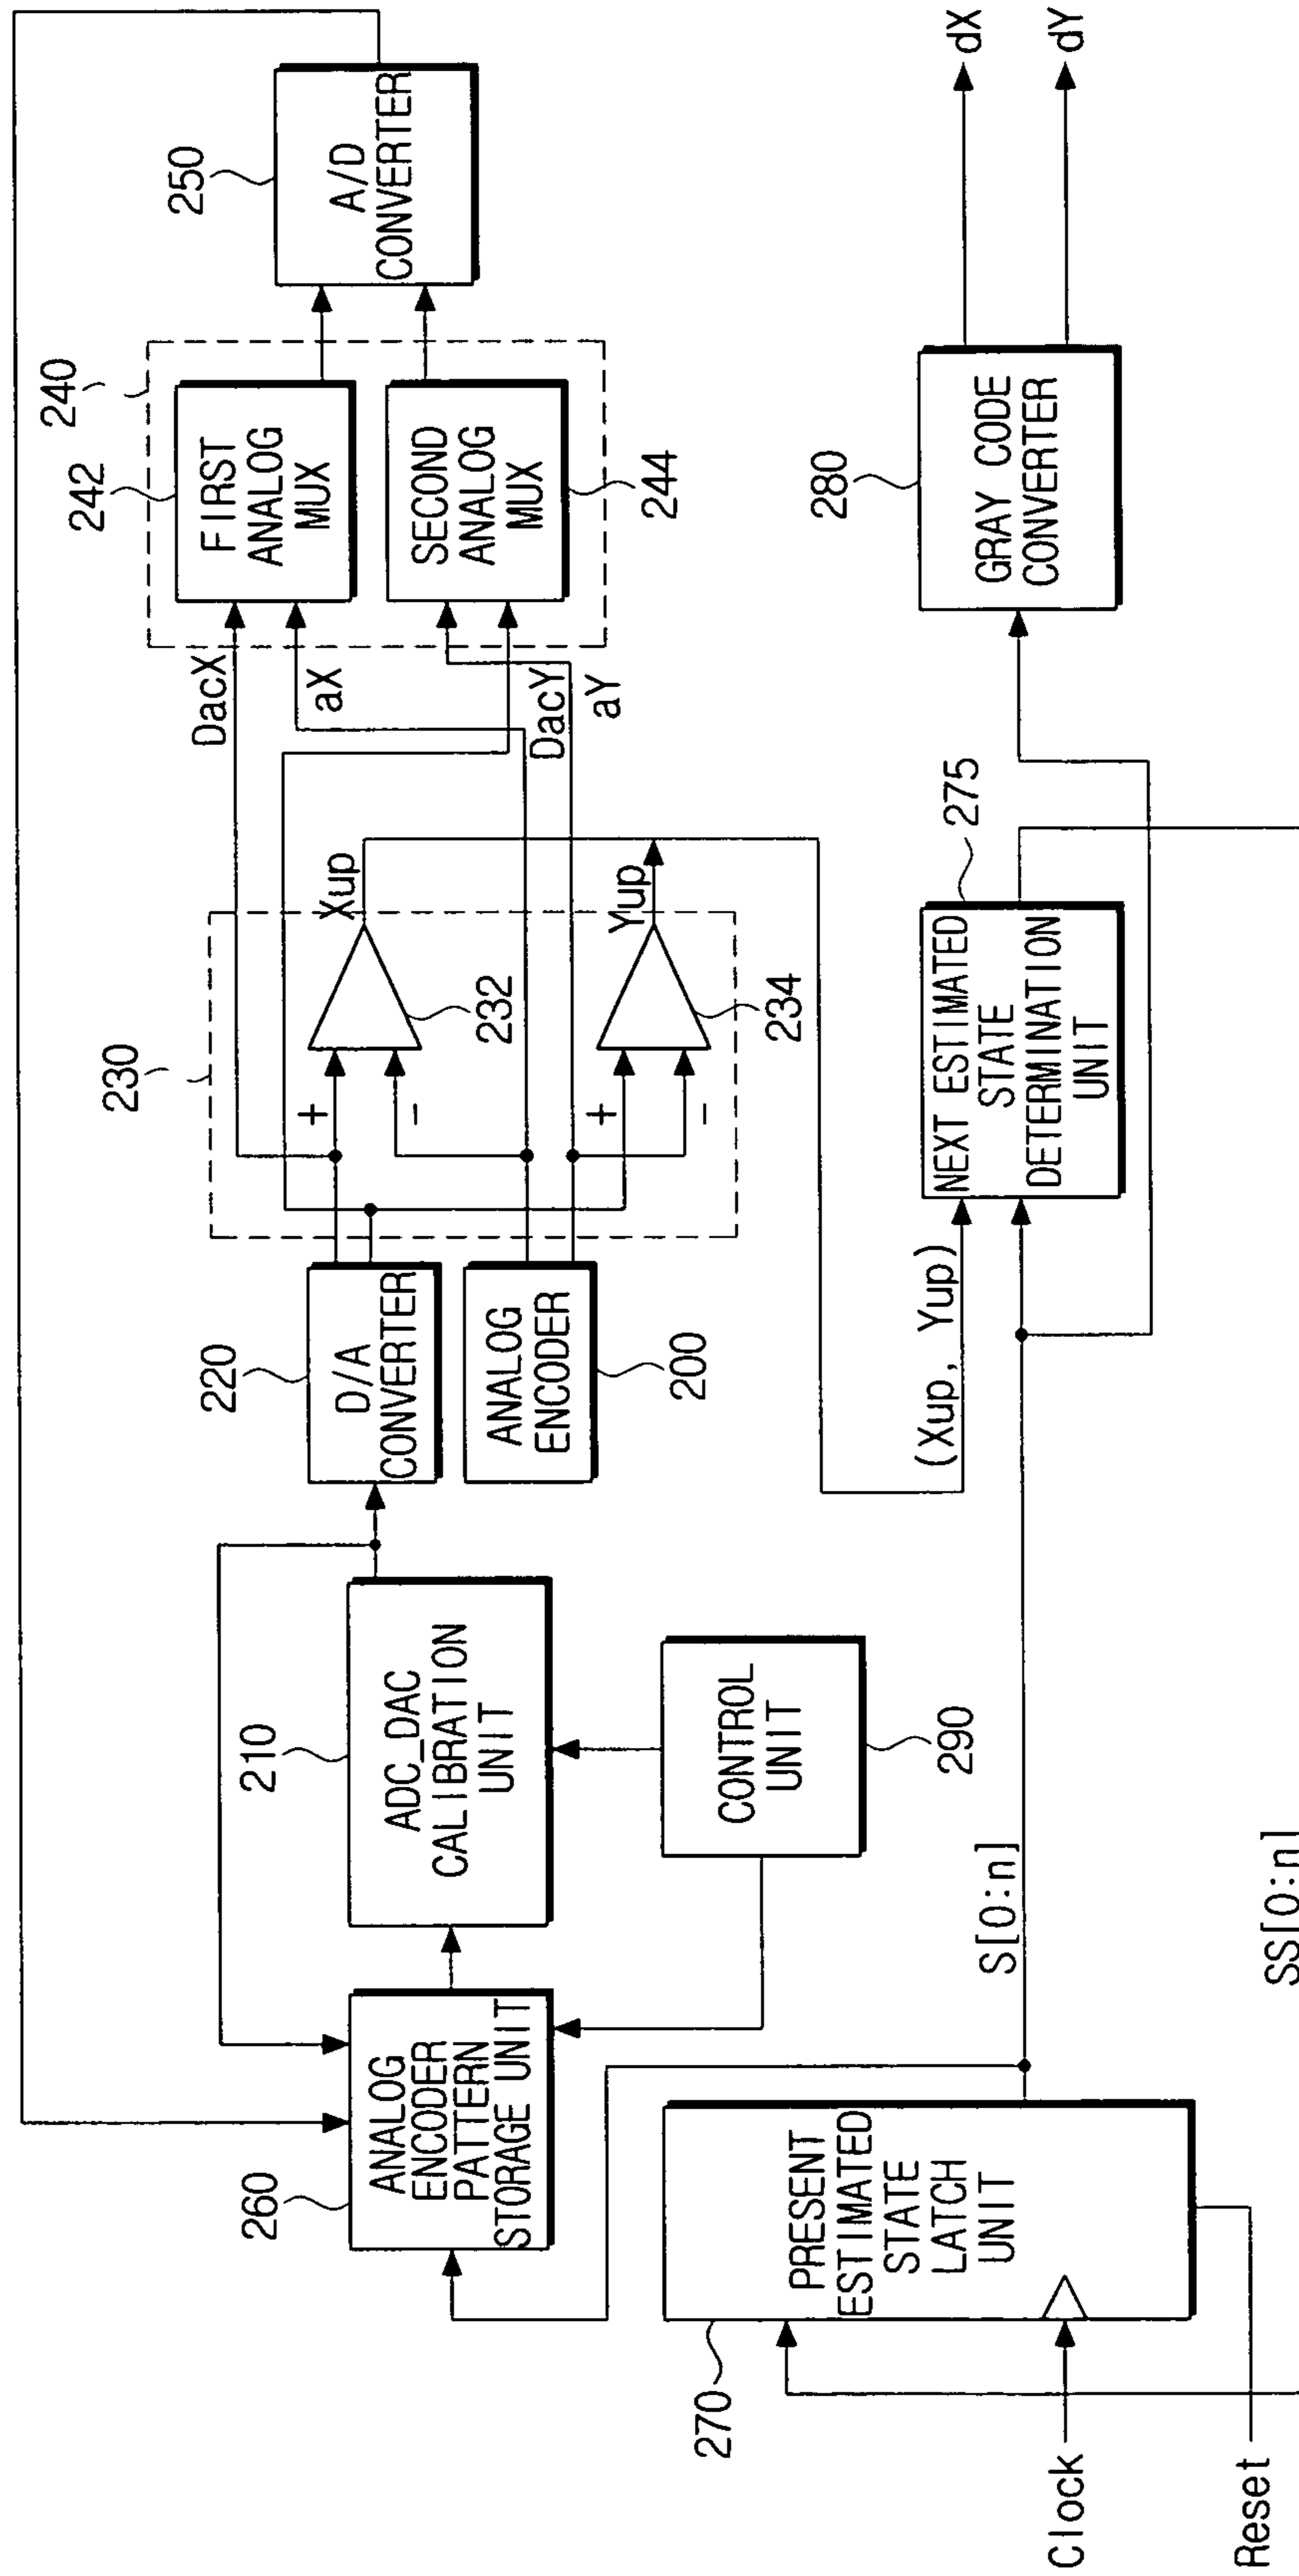 240
242
FIRST
ANALOG
MUX
SECOND
ANALOG
MUX
244
250
A/D
CONVERTER
DacX
aX
DacY
aY
230
+
-
Xup
232
+
-
Yup
234
220
D/A
CONVERTER
ANALOG
ENCODER
200
210
ADC_DAC
CALIBRATION
UNIT
260
ANALOG
ENCODER
PATTERN
STORAGE UNIT
CONTROL
UNIT
290
270
PRESENT
ESTIMATED
STATE
LATCH
UNIT
Clock
Reset
S[0:n]
SS[0:n]
(Xup, Yup)
NEXT ESTIMATED
STATE
DETERMINATION
UNIT
275
280
GRAY CODE
CONVERTER
dX
dY